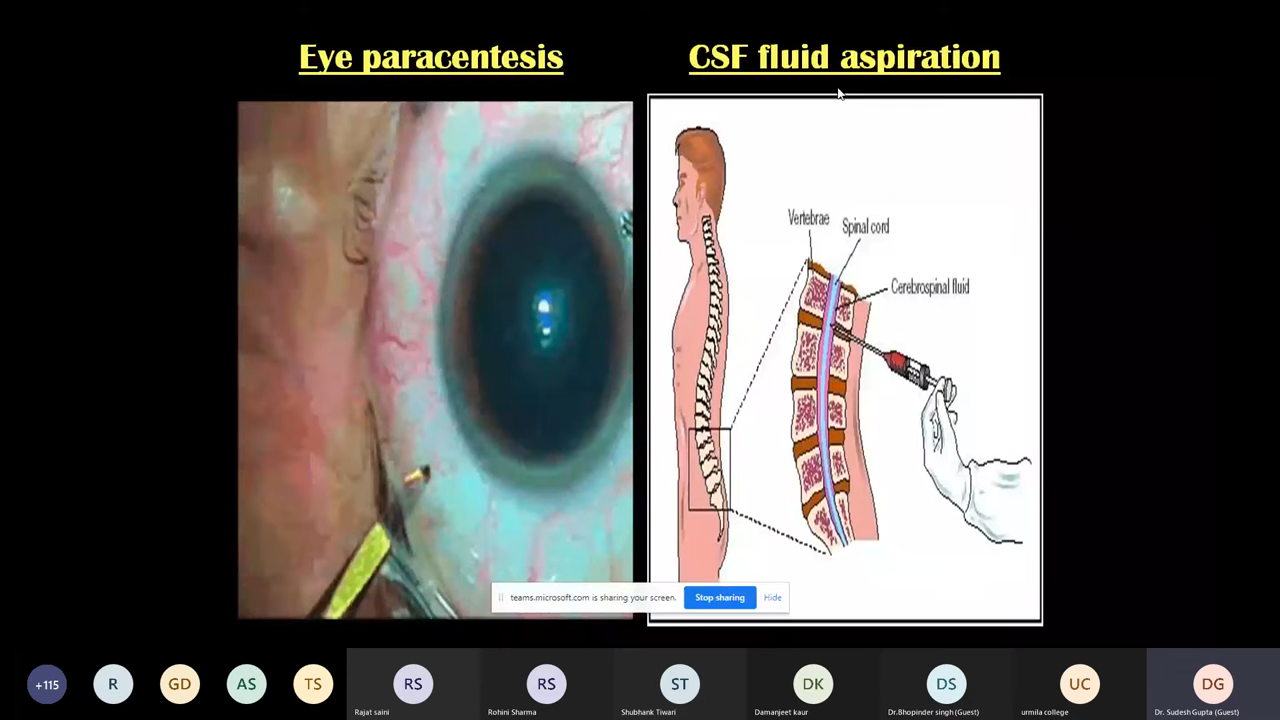 Eye paracentesis
CSF fluid aspiration
Vertebrae
Spinal cord
Cerebrospinal fluid
teams.microsoft.com is sharing your screen.
Stop sharing
Hide
+115
R
GD
AS
TS
RS
RS
ST
DK
DS
UC
DG
Rajat saini
Rohini Sharma
Shubhank Tiwari
Damanjeet kaur
Dr.Bhopinder singh (Guest)
urmila college
Dr. Sudesh Gupta (Guest)